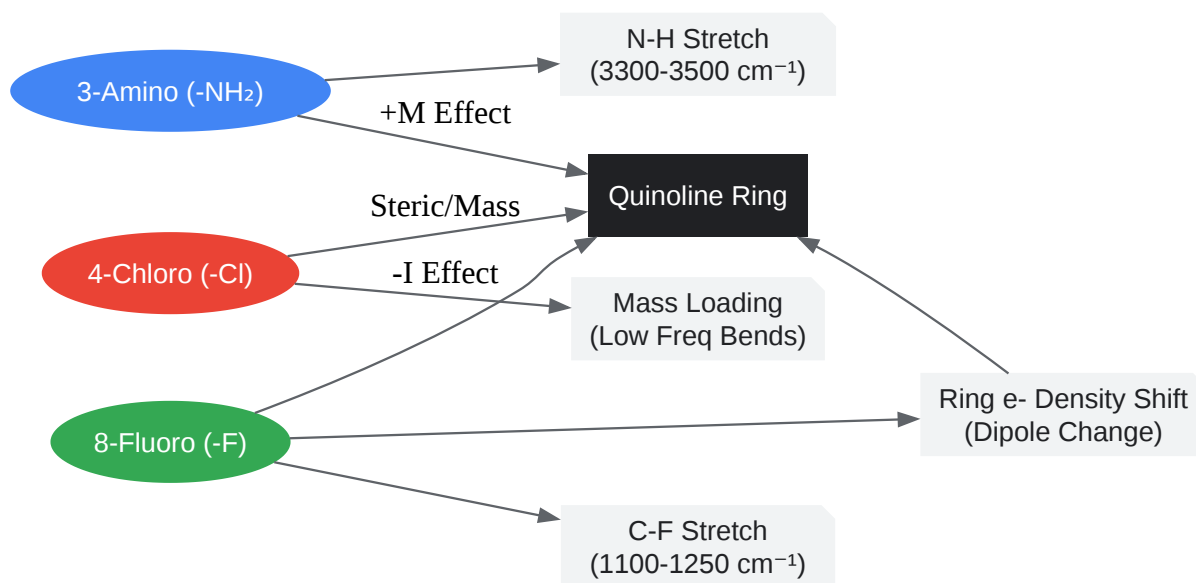 N-H Stretch
(3300-3500 cm⁻¹)
3-Amino (-NH₂)
+M Effect
Quinoline Ring
Steric/Mass
4-Chloro (-Cl)
-I Effect
Mass Loading
(Low Freq Bends)
Ring e- Density Shift
(Dipole Change)
8-Fluoro (-F)
C-F Stretch
(1100-1250 cm⁻¹)